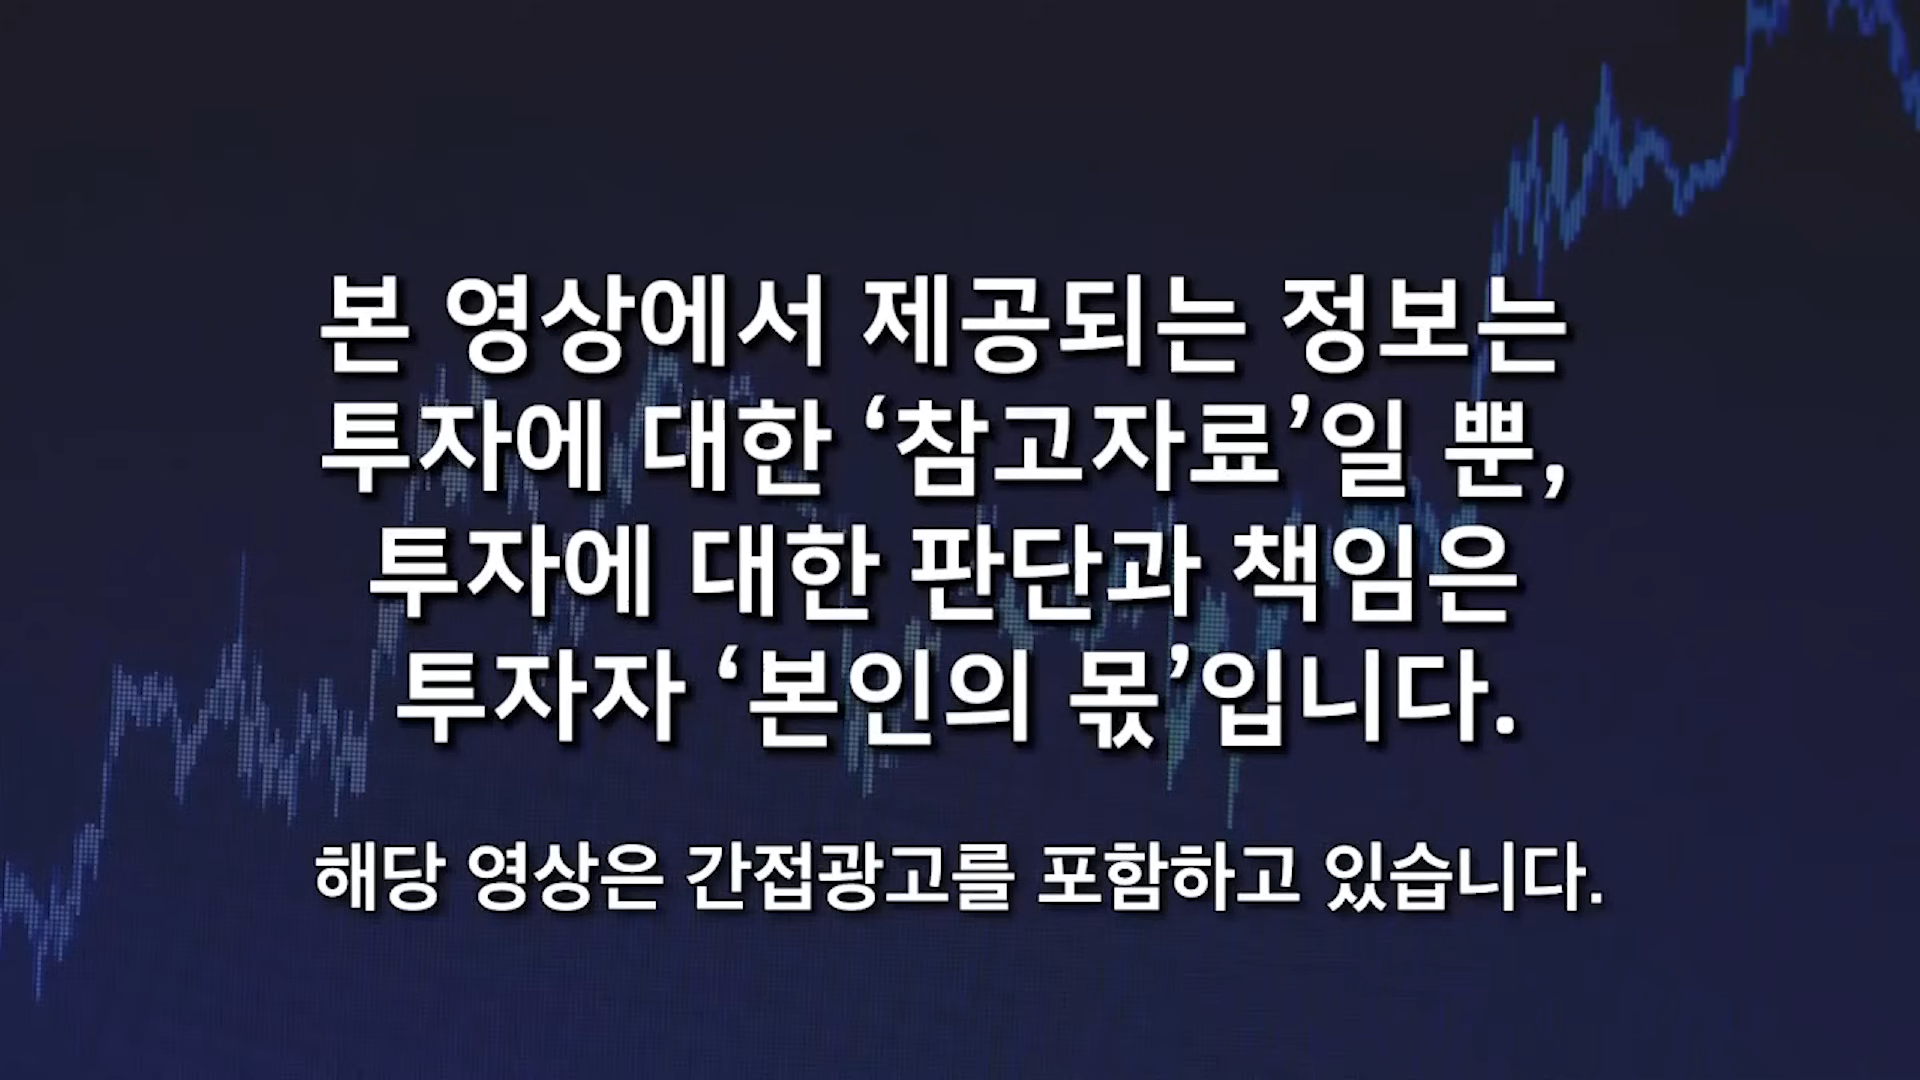 본 영상에서 제공되는 정보는
투자에 대한 ‘참고자료’일 뿐,
투자에 대한 판단과 책임은
투자자 ‘본인의 몫’입니다.
해당 영상은 간접광고를 포함하고 있습니다.